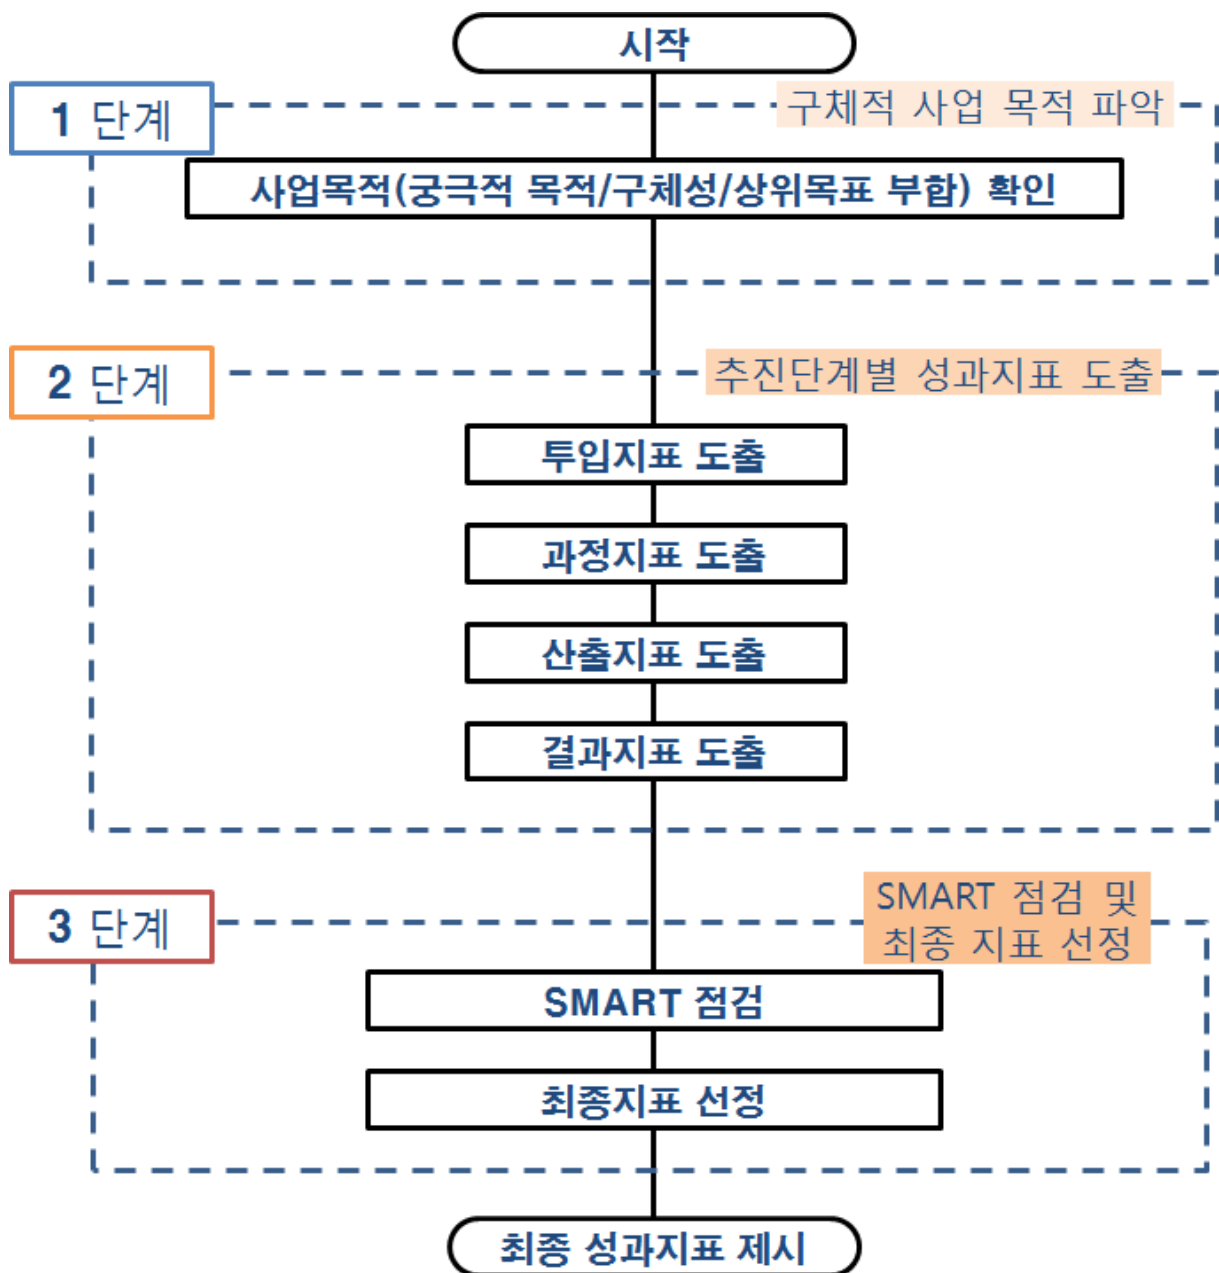 시작
1 단계
구체적 사업 목적 파악
사업목적(궁극적 목적/구체성/상위목표 부합) 확인
2 단계
추진단계별 성과지표 도출
투입지표 도출
과정지표 도출
산출지표 도출
결과지표 도출
3 단계
SMART 점검 및
최종 지표 선정
SMART 점검
최종지표 선정
최종 성과지표 제시